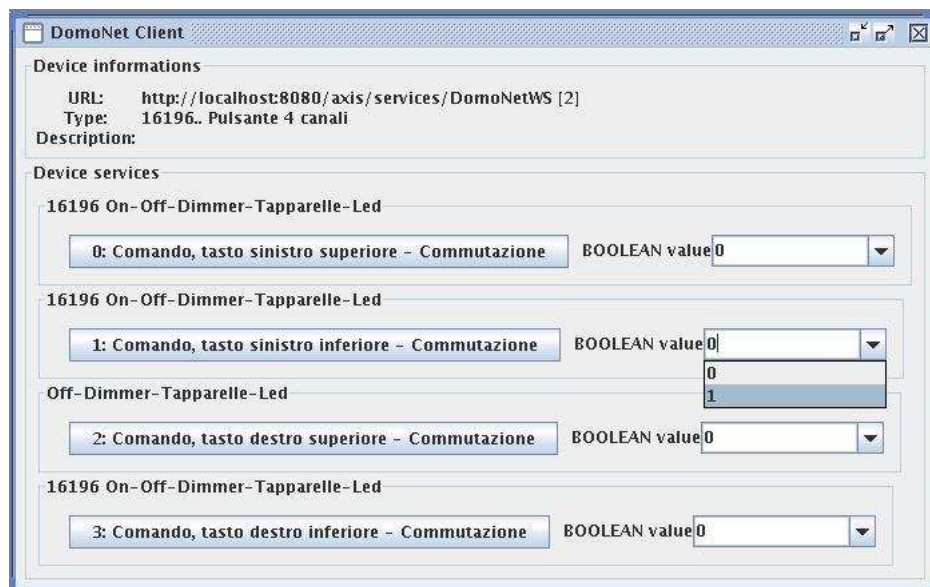 DomoNet Client
Device informations
URL: http://localhost:8080/axis/services/DomoNetWS [2]
Type: 16196.. Pulsante 4 canali
Description:
Device services
16196 On-Off-Dimmer-Tapparelle-Led
0: Comando, tasto sinistro superiore - Commutazione BOOLEAN value 0
16196 On-Off-Dimmer-Tapparelle-Led
1: Comando, tasto sinistro inferiore - Commutazione BOOLEAN value 0
0
1
Off-Dimmer-Tapparelle-Led
2: Comando, tasto destro superiore - Commutazione BOOLEAN value 0
16196 On-Off-Dimmer-Tapparelle-Led
3: Comando, tasto destro inferiore - Commutazione BOOLEAN value 0